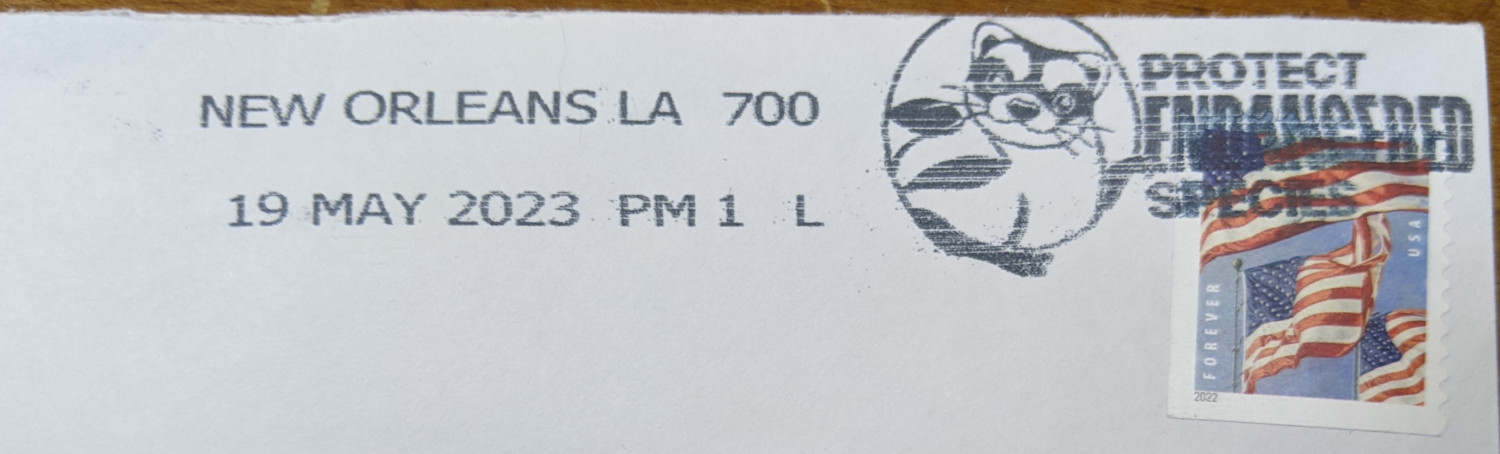 NEW ORLEANS LA 700
19 MAY 2023 PM 1 L
PROTECT
ENDANGERED
SPECIES
FOREVER
USA
2022